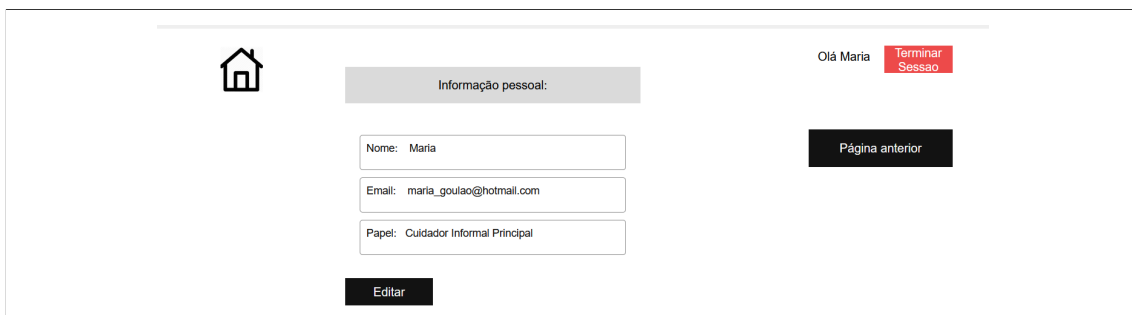 Olá Maria
Terminar
Sessao
Informação pessoal:
Página anterior
Nome: Maria
Email: maria_goulao@hotmail.com
Papel: Cuidador Informal Principal
Editar